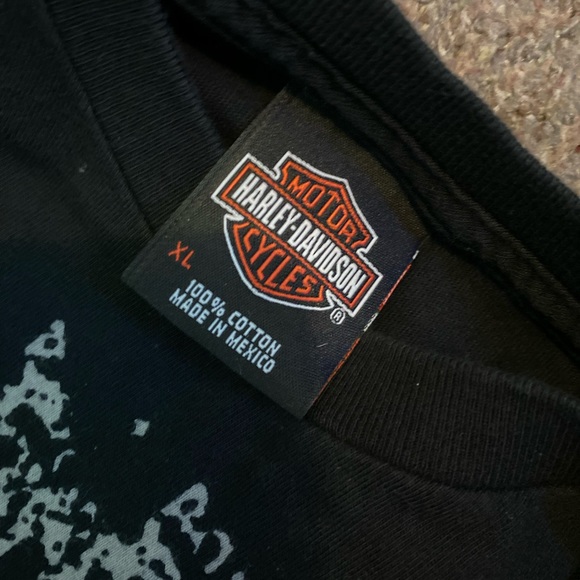 MOTOR
HARLEY-DAVIDSON
CYCLES
®
XL
100% COTTON
MADE IN MEXICO